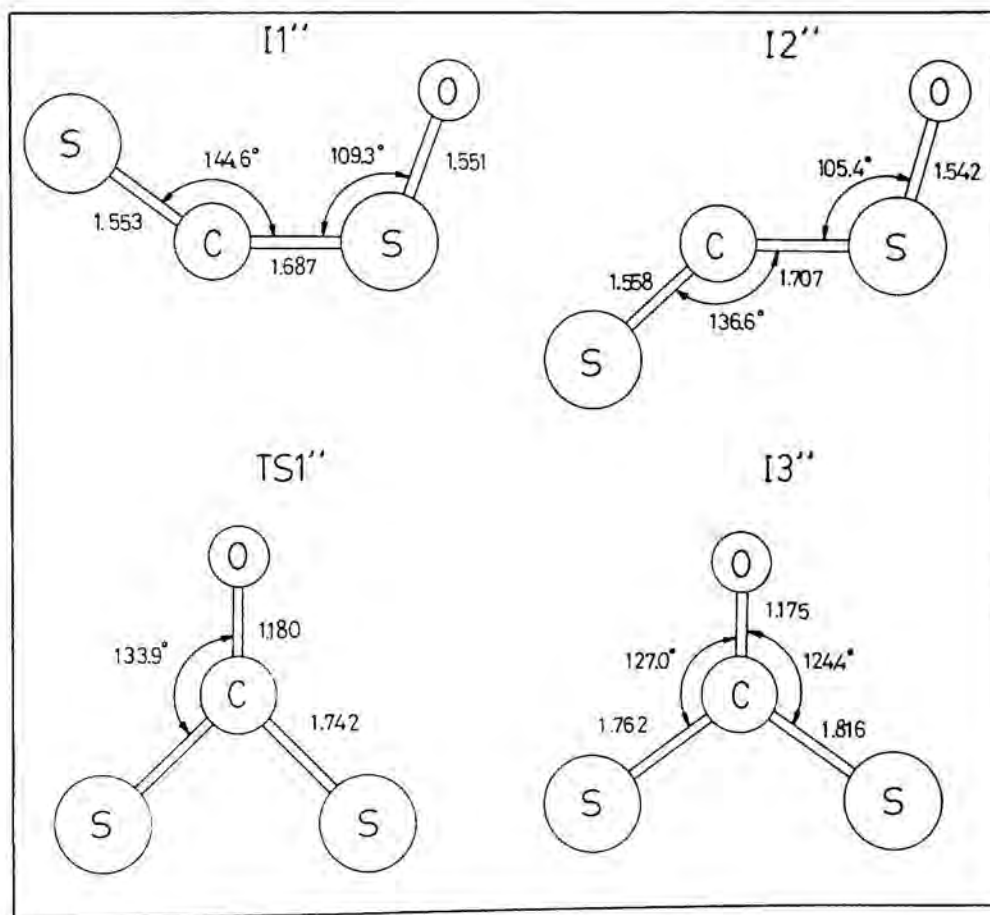 I1''
I2''
S
144.6°
109.3°
O
1.551
1.553
C
1.687
S
105.4°
O
1.542
1.558
C
136.6°
1.707
S
S
TS1''
I3''
O
133.9°
1.180
C
1.742
S
S
O
1.175
127.0°
124.4°
C
1.762
1.816
S
S